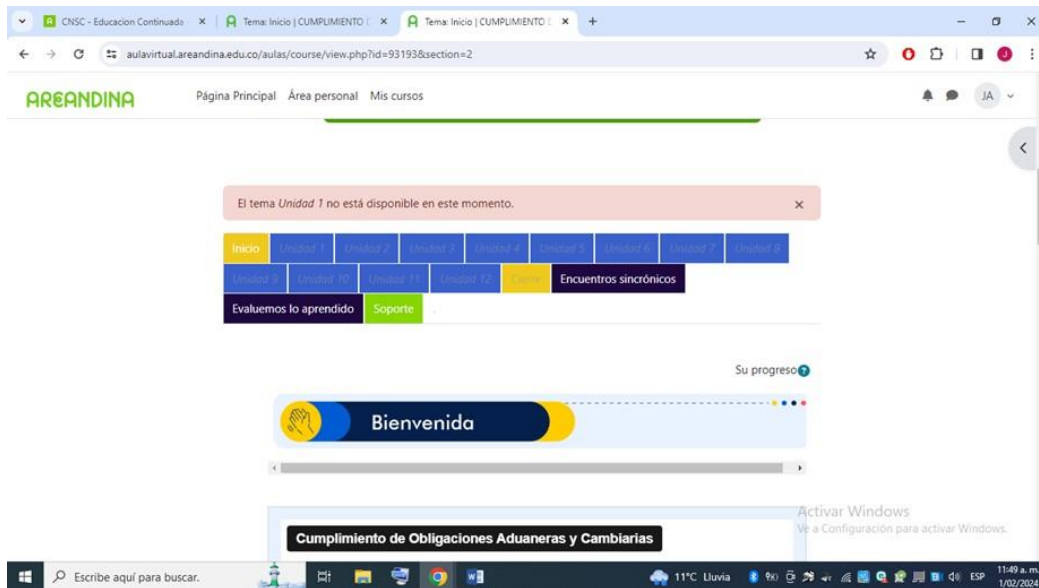 CNSC - Educacion Continuada
Tema: Inicio | CUMPLIMIENTO
Tema: Inicio | CUMPLIMIENTO
aulavirtual.areandina.edu.co/aulas/course/view.php?id=93193&section=2
AREANDINA
Página Principal Área personal Mis cursos
JA
El tema Unidad 1 no está disponible en este momento.
Inicio Unidad 1 Unidad 2 Unidad 3 Unidad 4 Unidad 5 Unidad 6 Unidad 7 Unidad 8
Unidad 9 Unidad 10 Unidad 11 Unidad 12 Cierre Encuentros sincrónicos
Evaluemos lo aprendido Soporte
Su progreso
Bienvenida
Cumplimiento de Obligaciones Aduaneras y Cambiarias
Activar Windows
Ve a Configuración para activar Windows.
Escribe aquí para buscar.
11°C Lluvia
ESP
11:49 a. m.
1/02/2024